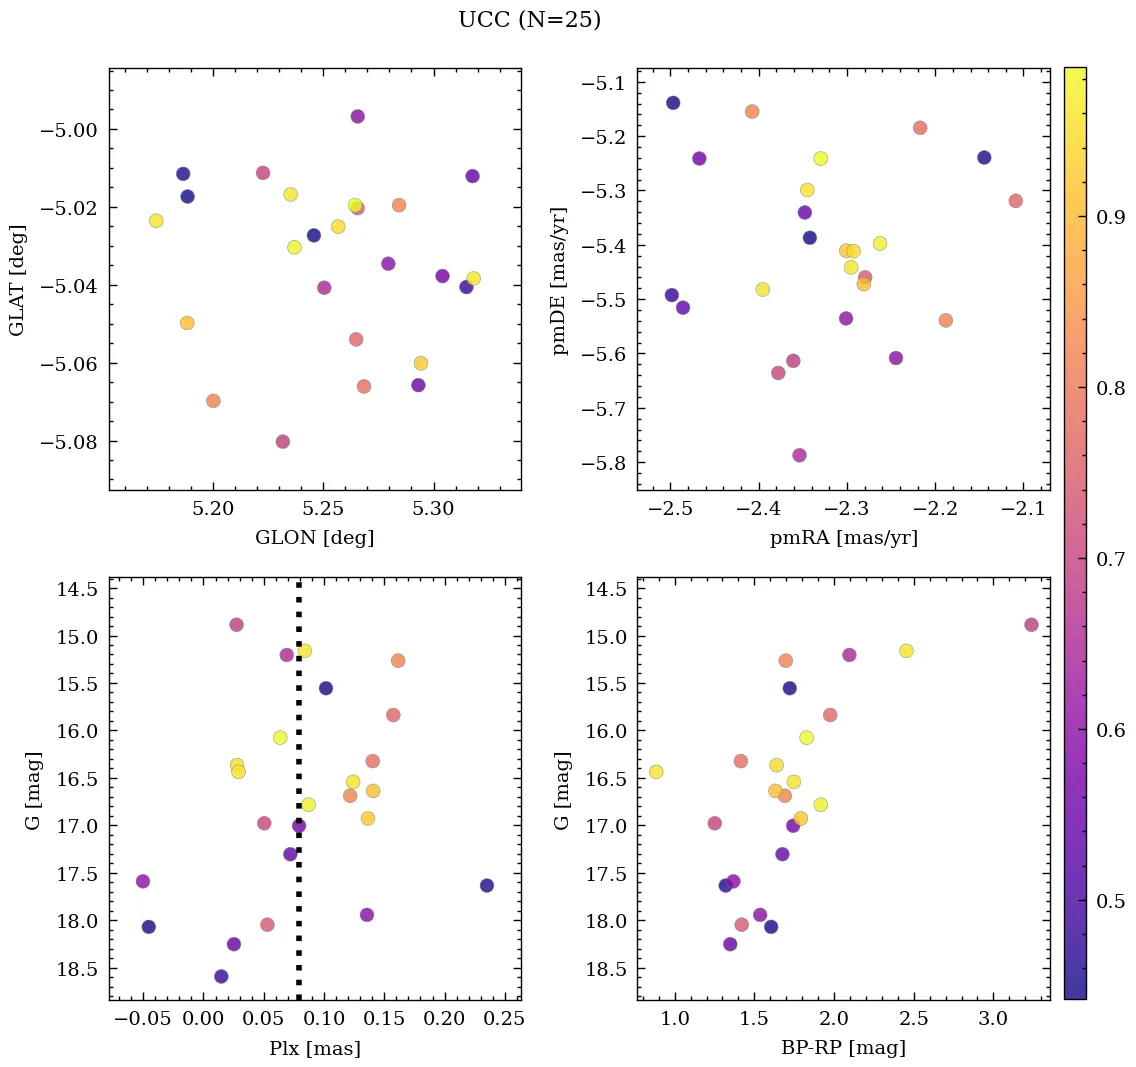 UCC (N=25)
−5.00
−5.02
−5.04
−5.06
−5.08
GLAT [deg]
5.20 5.25 5.30
GLON [deg]
−5.1
−5.2
−5.3
−5.4
−5.5
−5.6
−5.7
−5.8
pmDE [mas/yr]
−2.5 −2.4 −2.3 −2.2 −2.1
pmRA [mas/yr]
0.9
0.8
0.7
0.6
0.5
14.5
15.0
15.5
16.0
16.5
17.0
17.5
18.0
18.5
G [mag]
−0.05 0.00 0.05 0.10 0.15 0.20 0.25
Plx [mas]
14.5
15.0
15.5
16.0
16.5
17.0
17.5
18.0
18.5
G [mag]
1.0 1.5 2.0 2.5 3.0
BP-RP [mag]